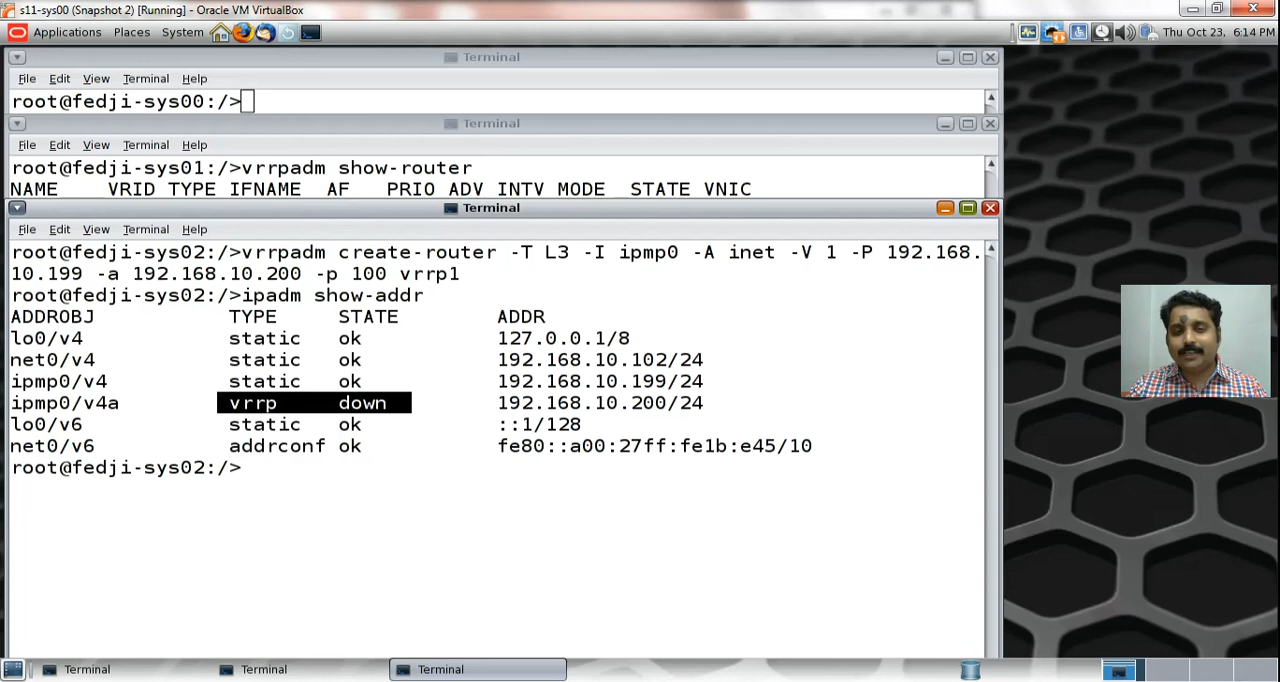 s11-sys00 (Snapshot 2) [Running] - Oracle VM VirtualBox
Applications Places System Thu Oct 23, 6:14 PM
Terminal
File Edit View Terminal Help
root@fedji-sys00:/>
Terminal
File Edit View Terminal Help
root@fedji-sys01:/>vrrpadm show-router
NAME VRID TYPE IFNAME AF PRIO ADV INTV MODE STATE VNIC
Terminal
File Edit View Terminal Help
root@fedji-sys02:/>vrrpadm create-router -T L3 -I ipmp0 -A inet -V 1 -P 192.168.
10.199 -a 192.168.10.200 -p 100 vrrp1
root@fedji-sys02:/>ipadm show-addr
ADDROBJ TYPE STATE ADDR
lo0/v4 static ok 127.0.0.1/8
net0/v4 static ok 192.168.10.102/24
ipmp0/v4 static ok 192.168.10.199/24
ipmp0/v4a vrrp down 192.168.10.200/24
lo0/v6 static ok ::1/128
net0/v6 addrconf ok fe80::a00:27ff:fe1b:e45/10
root@fedji-sys02:/>
Terminal Terminal Terminal